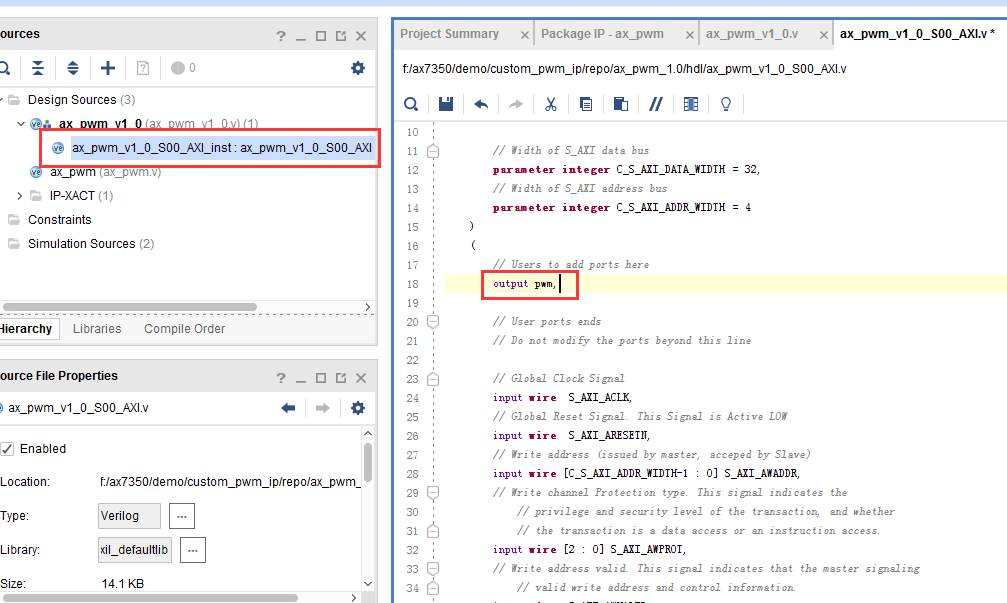 ources
?
0
Design Sources (3)
ax_pwm_v1_0 (ax_pwm_v1_0.v) (1)
ax_pwm_v1_0_S00_AXI_inst : ax_pwm_v1_0_S00_AXI
ax_pwm (ax_pwm.v)
IP-XACT (1)
Constraints
Simulation Sources (2)
Hierarchy Libraries Compile Order
ource File Properties
?
ax_pwm_v1_0_S00_AXI.v
Enabled
Location: f:/ax7350/demo/custom_pwm_ip/repo/ax_pwm_
Type: Verilog ...
Library: xil_defaultlib ...
Size: 14.1 KB
Project Summary × Package IP - ax_pwm × ax_pwm_v1_0.v × ax_pwm_v1_0_S00_AXI.v *
f:/ax7350/demo/custom_pwm_ip/repo/ax_pwm_1.0/hdl/ax_pwm_v1_0_S00_AXI.v
//
10
11 // Width of S_AXI data bus
12 parameter integer C_S_AXI_DATA_WIDTH = 32,
13 // Width of S_AXI address bus
14 parameter integer C_S_AXI_ADDR_WIDTH = 4
15 )
16 (
17 // Users to add ports here
18 output pwm,
19
20 // User ports ends
21 // Do not modify the ports beyond this line
22
23 // Global Clock Signal
24 input wire S_AXI_ACLK,
25 // Global Reset Signal. This Signal is Active LOW
26 input wire S_AXI_ARESETN,
27 // Write address (issued by master, acceped by Slave)
28 input wire [C_S_AXI_ADDR_WIDTH-1 : 0] S_AXI_AWADDR,
29 // Write channel Protection type. This signal indicates the
30 // privilege and security level of the transaction, and whether
31 // the transaction is a data access or an instruction access.
32 input wire [2 : 0] S_AXI_AWPROT,
33 // Write address valid. This signal indicates that the master signaling
34 // valid write address and control information.